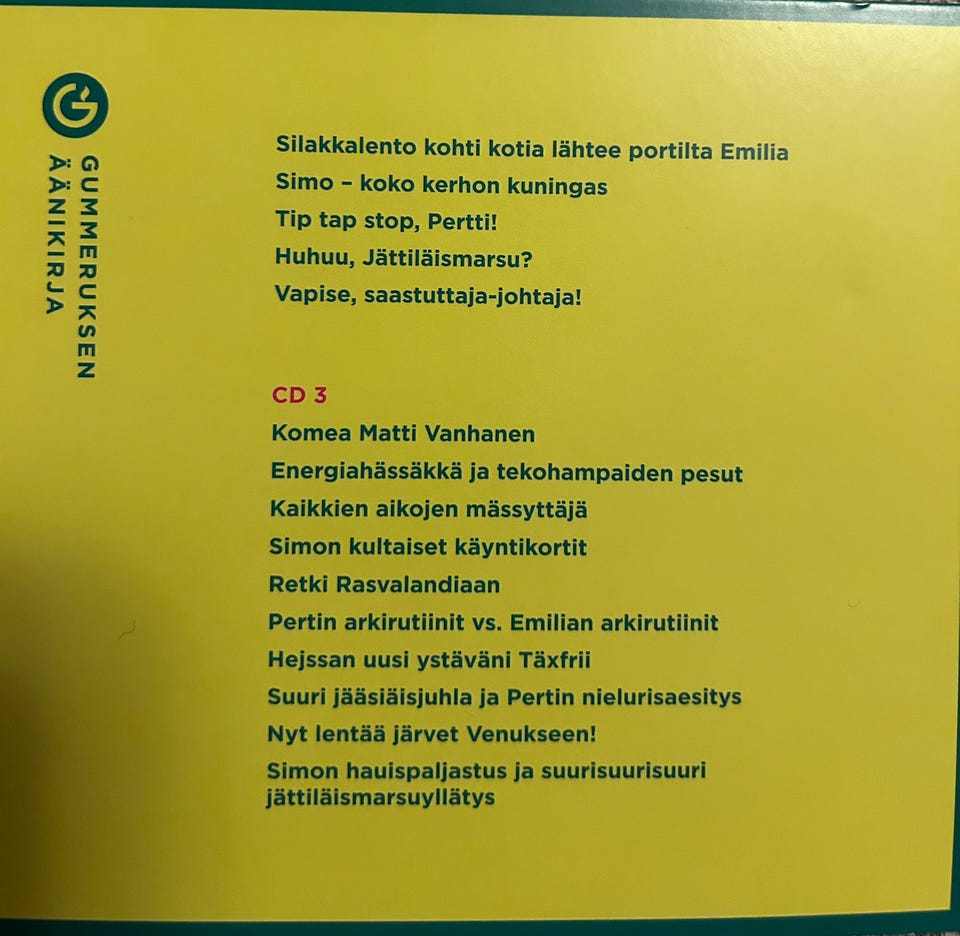 GUMMERUKSEN
ÄÄNIKIRJA
Silakkalento kohti kotia lähtee portilta Emilia
Simo – koko kerhon kuningas
Tip tap stop, Pertti!
Huhuu, Jättiläismarsu?
Vapise, saastuttaja-johtaja!
CD 3
Komea Matti Vanhanen
Energiahässäkkä ja tekohampaiden pesut
Kaikkien aikojen mässyttäjä
Simon kultaiset käyntikortit
Retki Rasvalandiaan
Pertin arkirutiinit vs. Emilian arkirutiinit
Hejssan uusi ystäväni Täxfrii
Suuri jääsiäisjuhla ja Pertin nielurisaesitys
Nyt lentää järvet Venukseen!
Simon hauispaljastus ja suurisuurisuuri
jättiläismarsuyllätys